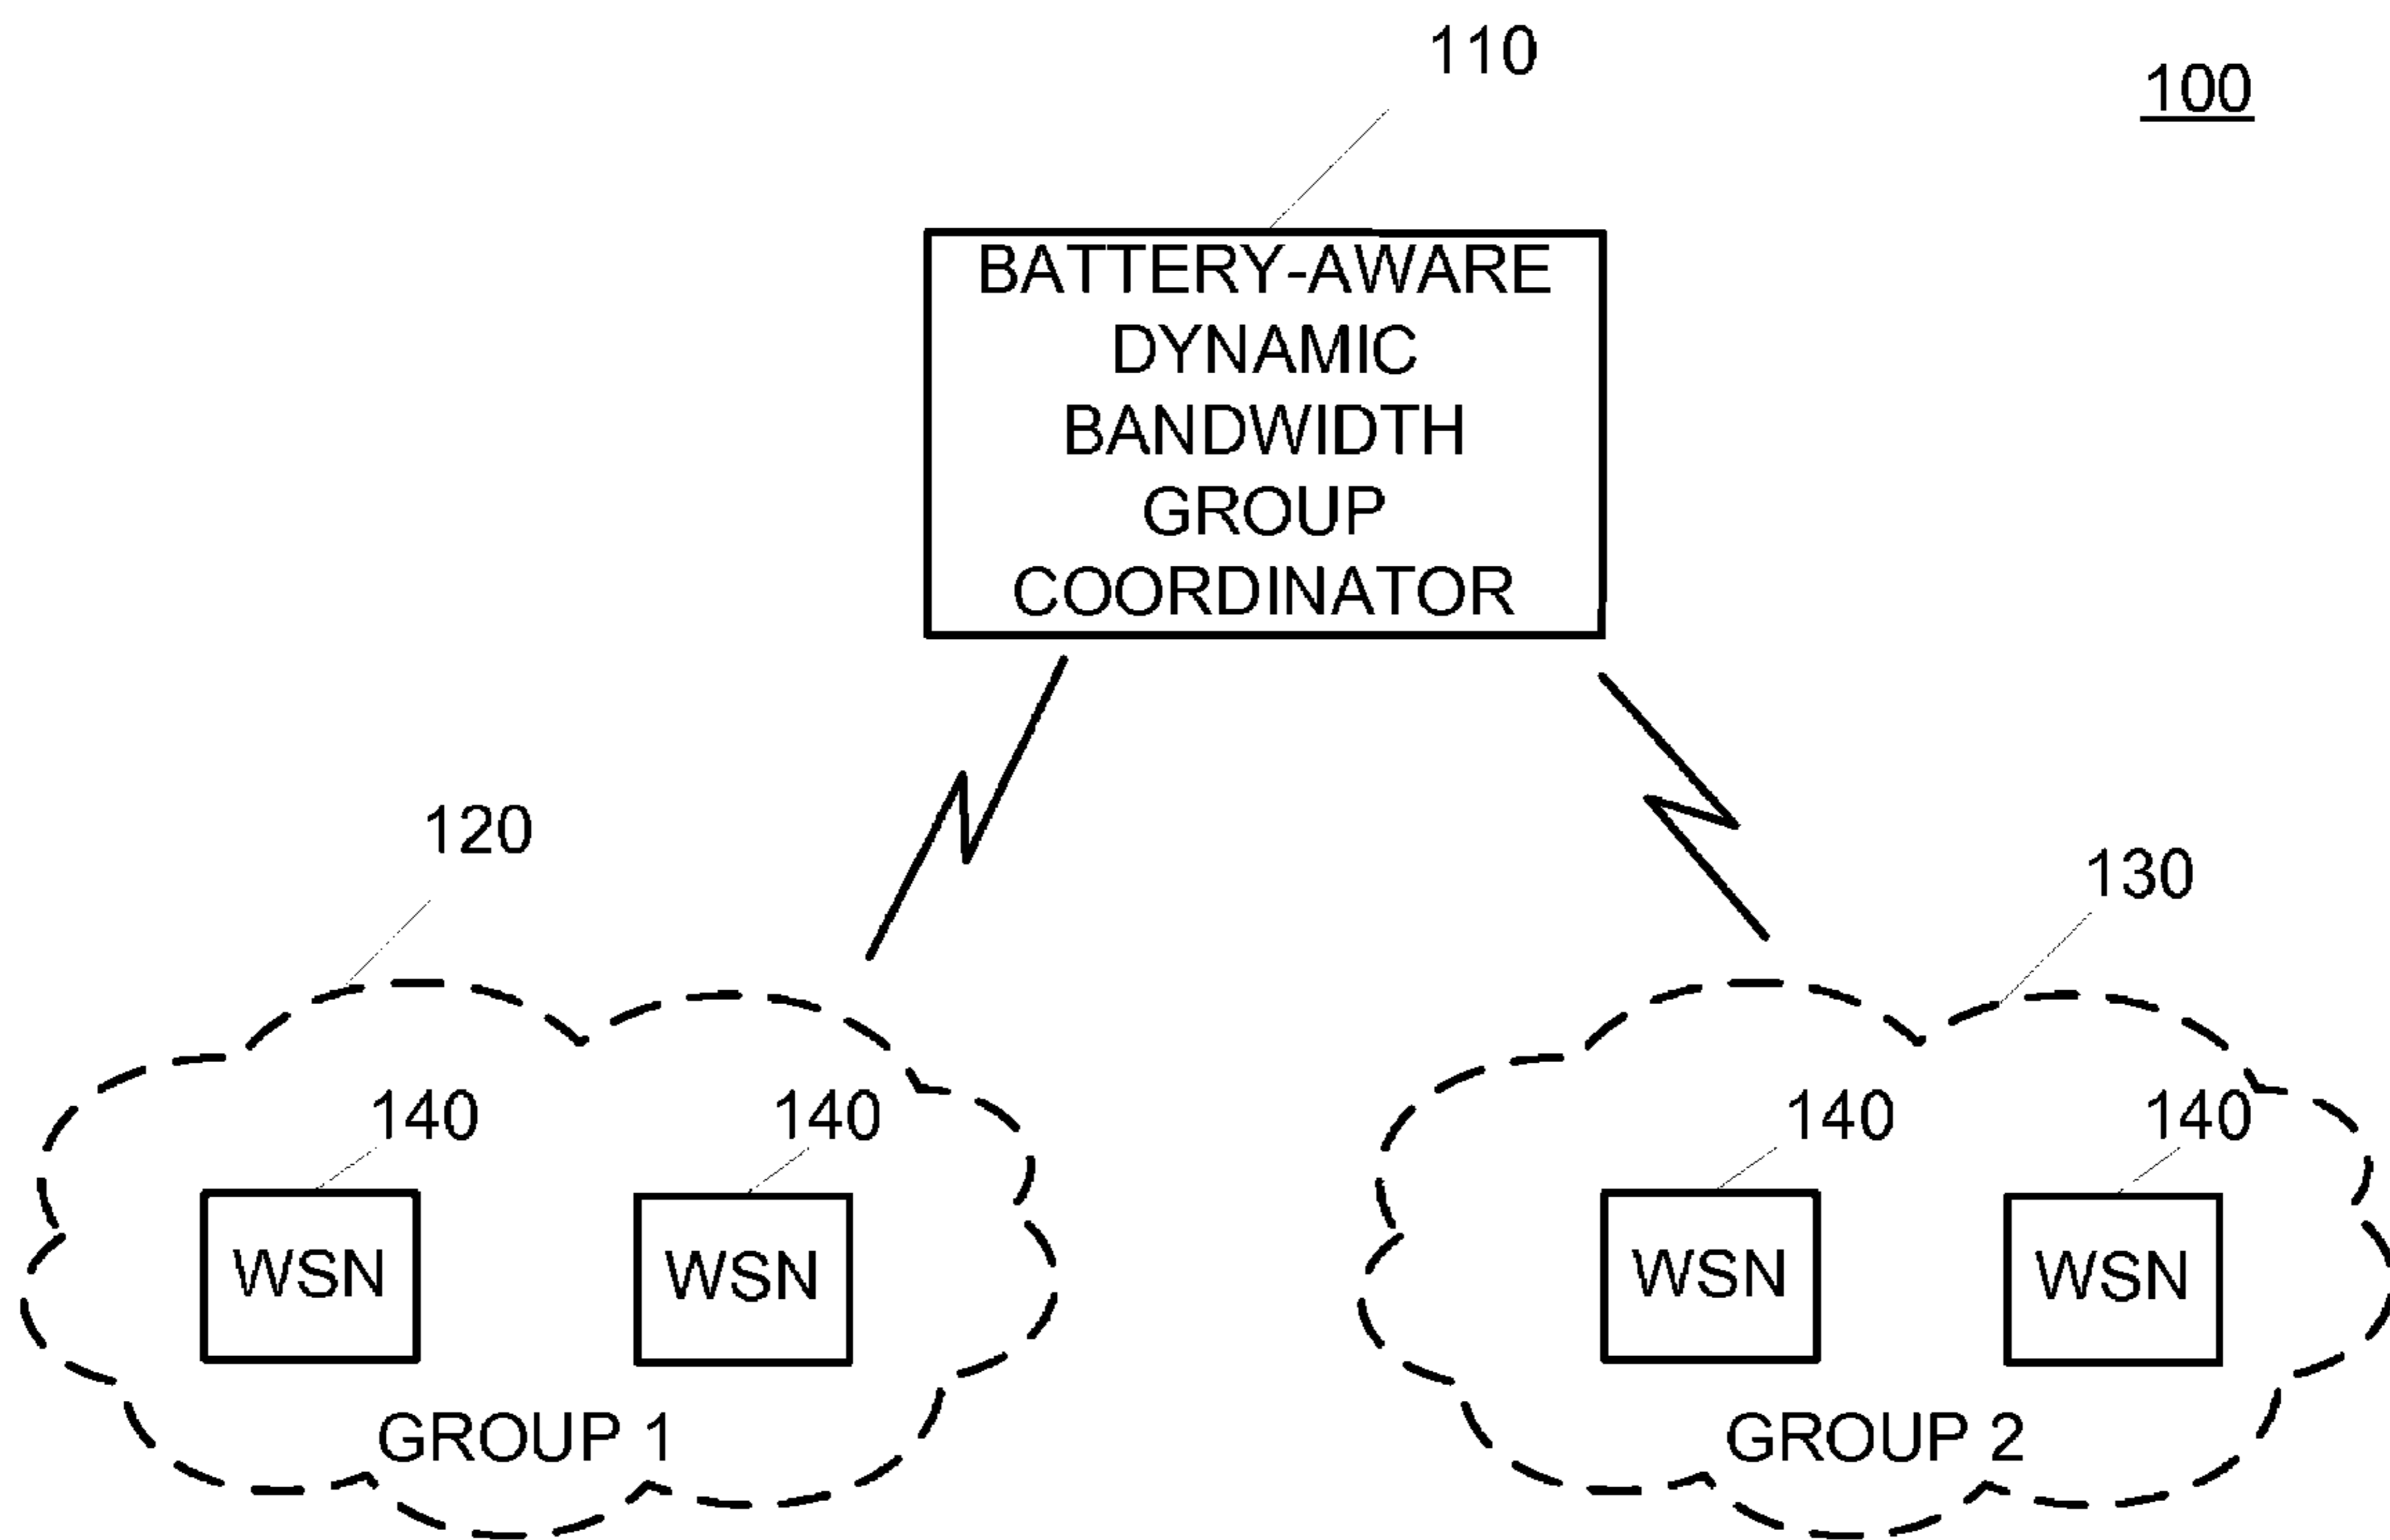 110
100
BATTERY-AWARE
DYNAMIC
BANDWIDTH
GROUP
COORDINATOR
120
130
140
140
140
140
WSN
WSN
WSN
WSN
GROUP 1
GROUP 2